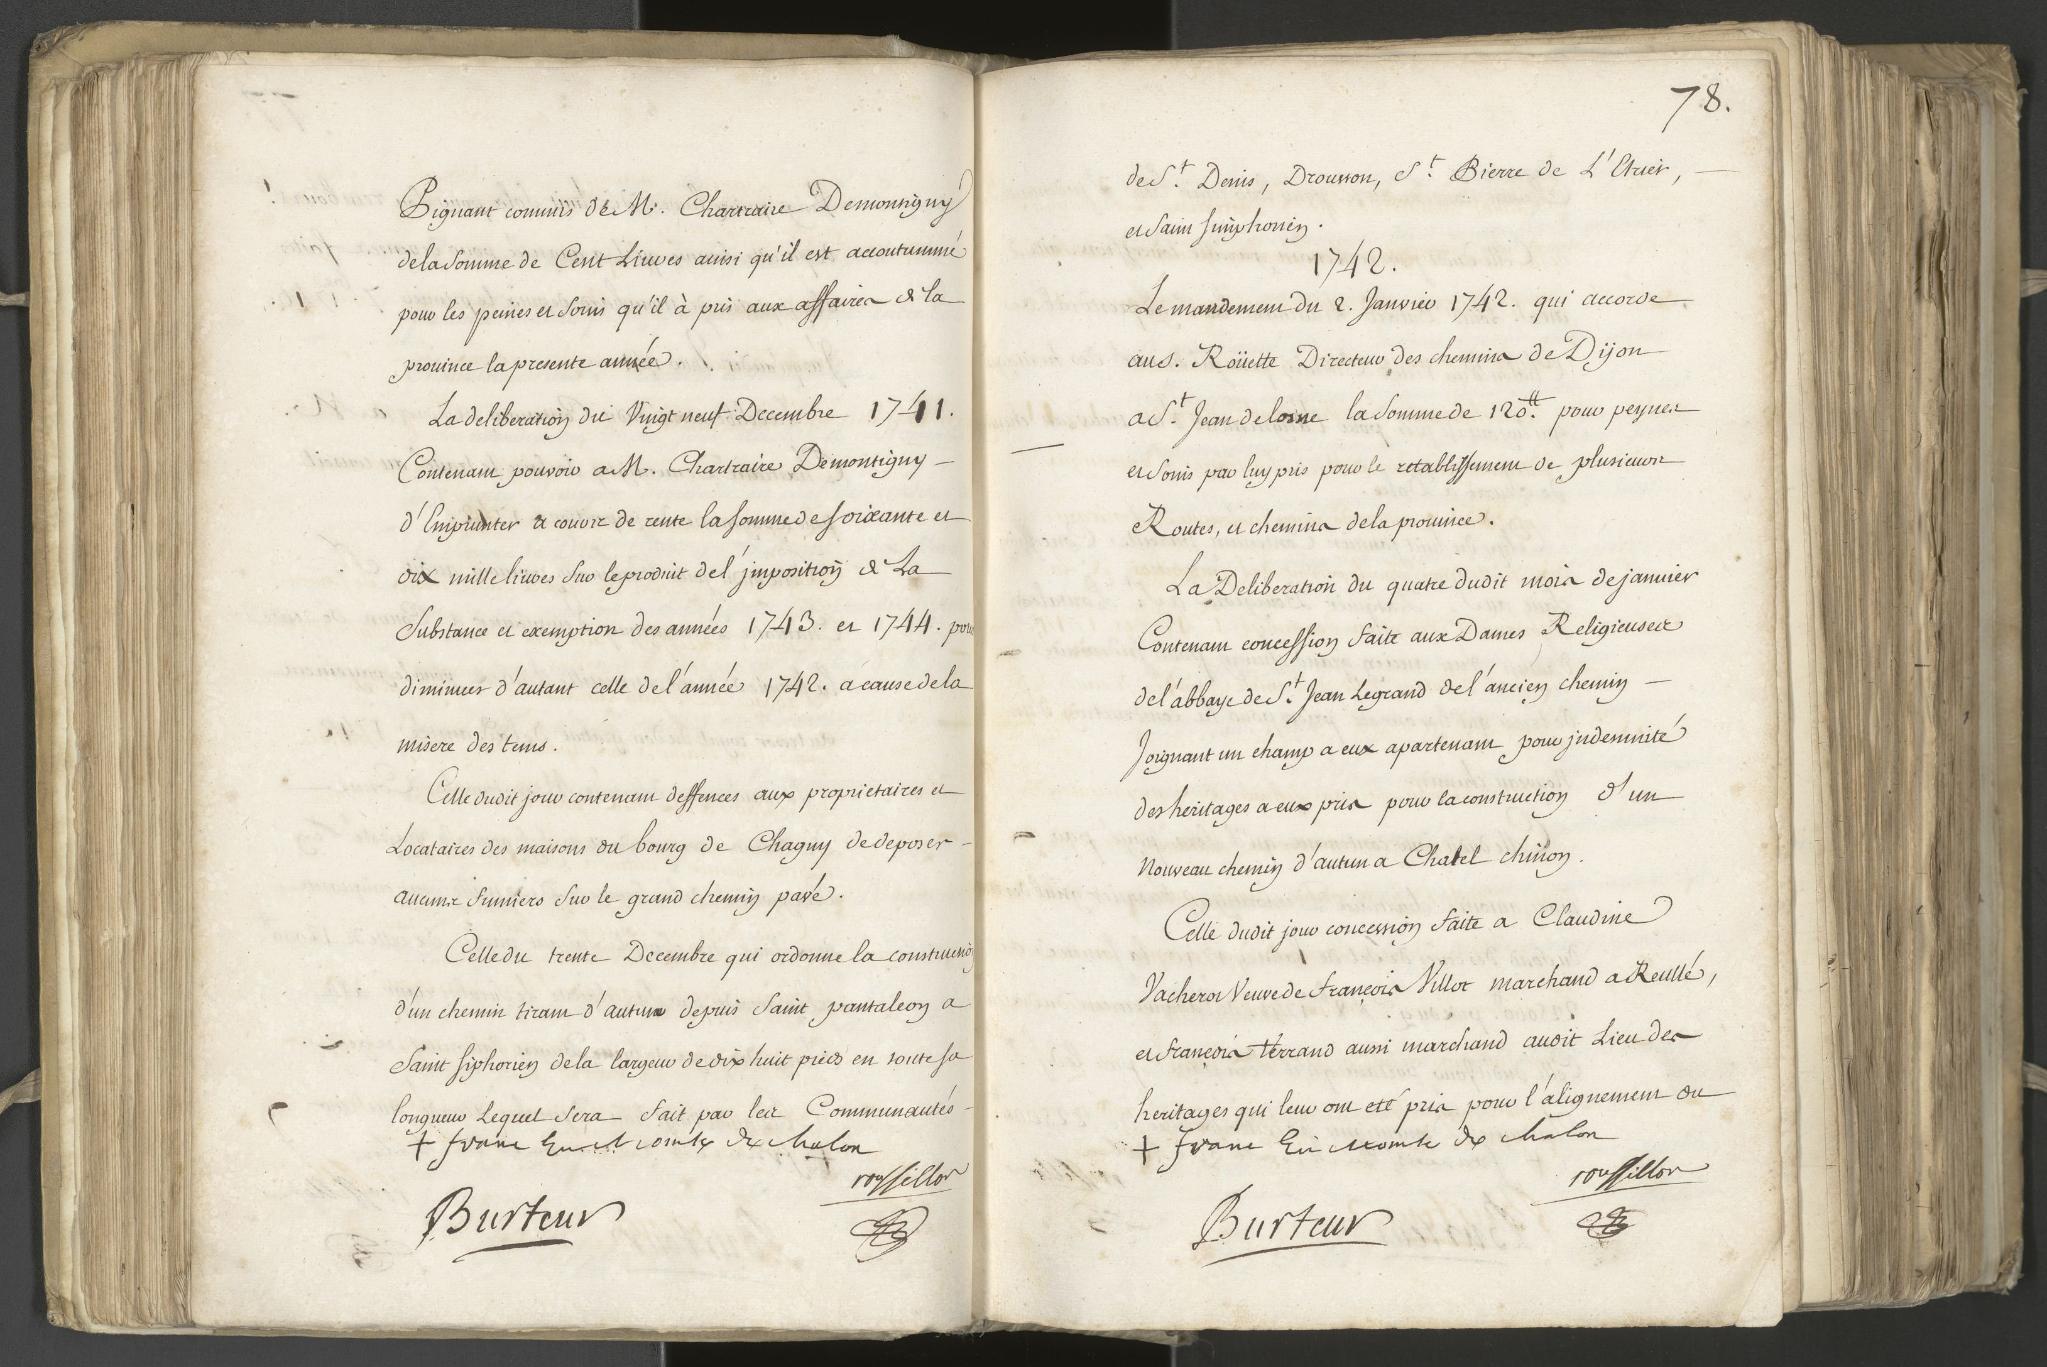 Pignant commis de M. Chartraire Demontigny
de la Somme de Cent Livres ainsi qu'il est accoutummé
pour les peines et Soins qu'il à pris aux affaires de la
province la presente année.
La deliberation du Vingt neuf Decembre 1741.
Contenant pouvoir a M. Chartraire Demontigny —
d'Emprunter a cour de rente la somme de soixante et
dix mille livres sur le produit de l'jmposition de La
Substance et exemption des années 1743. et 1744. pour
diminuer d'autant celle de l'année 1742. a cause de la
misere des tems.
Celle dudit jour contenant deffences aux proprietaires et
Locataires des maisons du bourg de Chagny de deposer —
aucuns fumiers sur le grand chemin pavé.
Celle du trente Decembre qui ordonne la construction
d'un chemin tirant d'autun depuis Saint pantaleon a
Saint siphorien de la largeur de dix huit pieds en toute sa
longueur Lequel Sera fait par les Communautés —
+ frane comte de chalon
roussillon
Burteur
78.
de St. Denis, Drousson, St. Pierre de L'Etrier, —
et Saint simphorien.
1742.
Le mandement du 2. Janvier 1742. qui accorde
au S. Roüette Directeur des chemins de Dijon
a St. Jean delosne la Somme de 120.tt pour peynes
et Soins par luy pris pour le retablissement de plusieurs
Routes, et chemins de la province.
La Deliberation du quatre dudit mois de janvier
Contenant concession faite aux Dames Religieuses
de l'abbaye de St. Jean Legrand de l'ancien chemin —
Joignant un champ a eux apartenant pour jndemnité
des heritages a eux pris pour la construction d'un
Nouveau chemin d'autun a Chatel chinon.
Celle dudit jour concession faite a Claudine
Vacherot Veuve de françois Villot marchand a Reullé,
et françois terrand aussi marchand audit Lieu des
heritages qui leur ont eté pris pour l'alignement du
+ frane comte de chalon
roussillon
Burteur